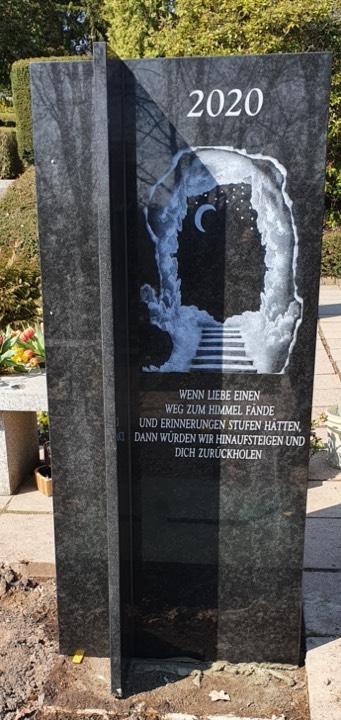 2020
WENN LIEBE EINEN
WEG ZUM HIMMEL FÄNDE
UND ERINNERUNGEN STUFEN HÄTTEN,
DANN WÜRDEN WIR HINAUFSTEIGEN UND
DICH ZURÜCKHOLEN